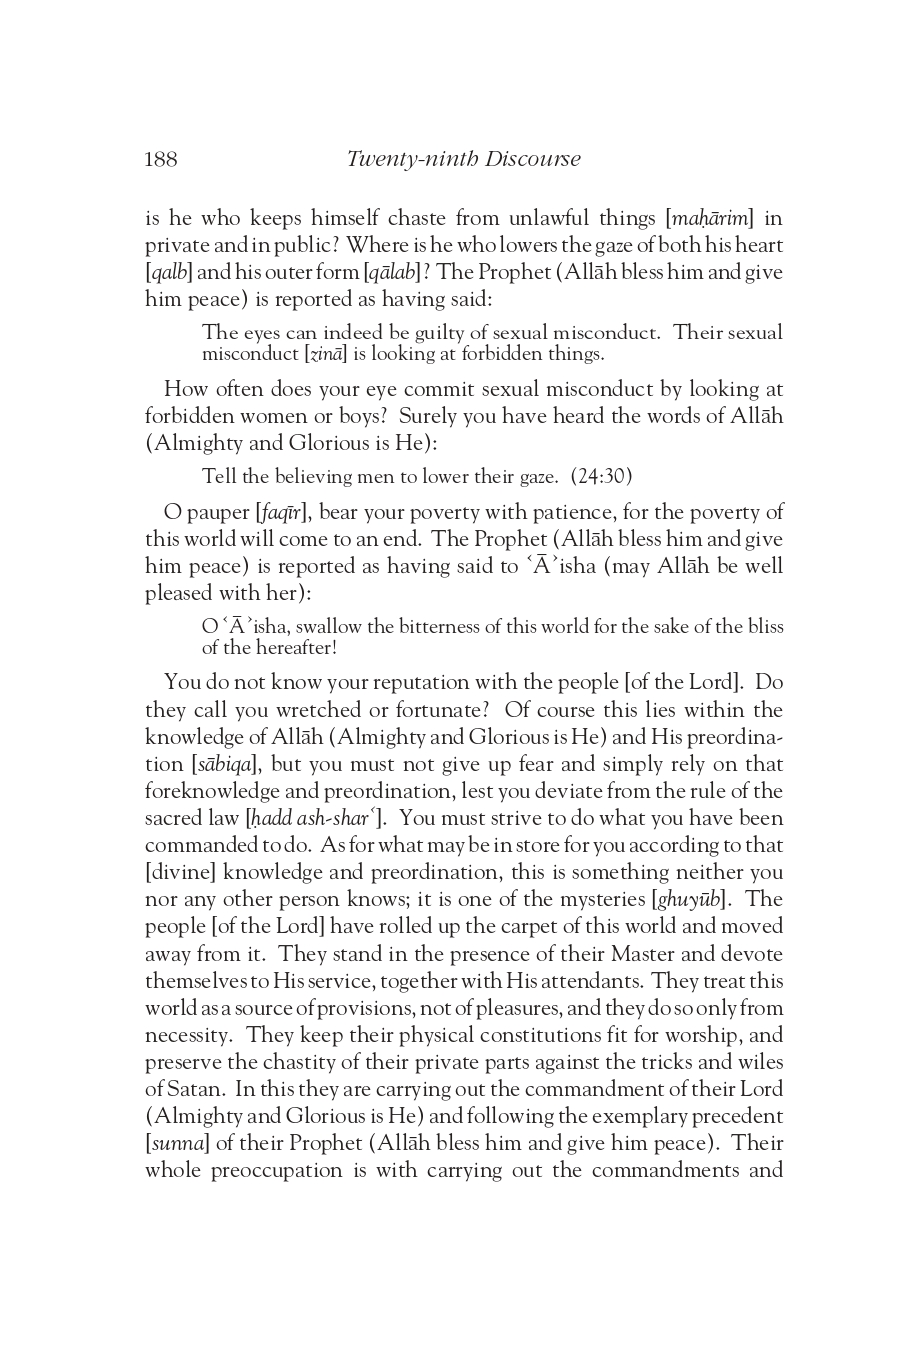 188 Twenty-ninth Discourse
is he who keeps himself chaste from unlawful things [maḥārim] in
private and in public? Where is he who lowers the gaze of both his heart
[qalb] and his outer form [qālab]? The Prophet (Allāh bless him and give
him peace) is reported as having said:
The eyes can indeed be guilty of sexual misconduct. Their sexual
misconduct [zinā] is looking at forbidden things.
How often does your eye commit sexual misconduct by looking at
forbidden women or boys? Surely you have heard the words of Allāh
(Almighty and Glorious is He):
Tell the believing men to lower their gaze. (24:30)
O pauper [faqīr], bear your poverty with patience, for the poverty of
this world will come to an end. The Prophet (Allāh bless him and give
him peace) is reported as having said to ʿĀʾisha (may Allāh be well
pleased with her):
O ʿĀʾisha, swallow the bitterness of this world for the sake of the bliss
of the hereafter!
You do not know your reputation with the people [of the Lord]. Do
they call you wretched or fortunate? Of course this lies within the
knowledge of Allāh (Almighty and Glorious is He) and His preordina-
tion [sābiqa], but you must not give up fear and simply rely on that
foreknowledge and preordination, lest you deviate from the rule of the
sacred law [ḥadd ash-sharʿ]. You must strive to do what you have been
commanded to do. As for what may be in store for you according to that
[divine] knowledge and preordination, this is something neither you
nor any other person knows; it is one of the mysteries [ghuyūb]. The
people [of the Lord] have rolled up the carpet of this world and moved
away from it. They stand in the presence of their Master and devote
themselves to His service, together with His attendants. They treat this
world as a source of provisions, not of pleasures, and they do so only from
necessity. They keep their physical constitutions fit for worship, and
preserve the chastity of their private parts against the tricks and wiles
of Satan. In this they are carrying out the commandment of their Lord
(Almighty and Glorious is He) and following the exemplary precedent
[sunna] of their Prophet (Allāh bless him and give him peace). Their
whole preoccupation is with carrying out the commandments and